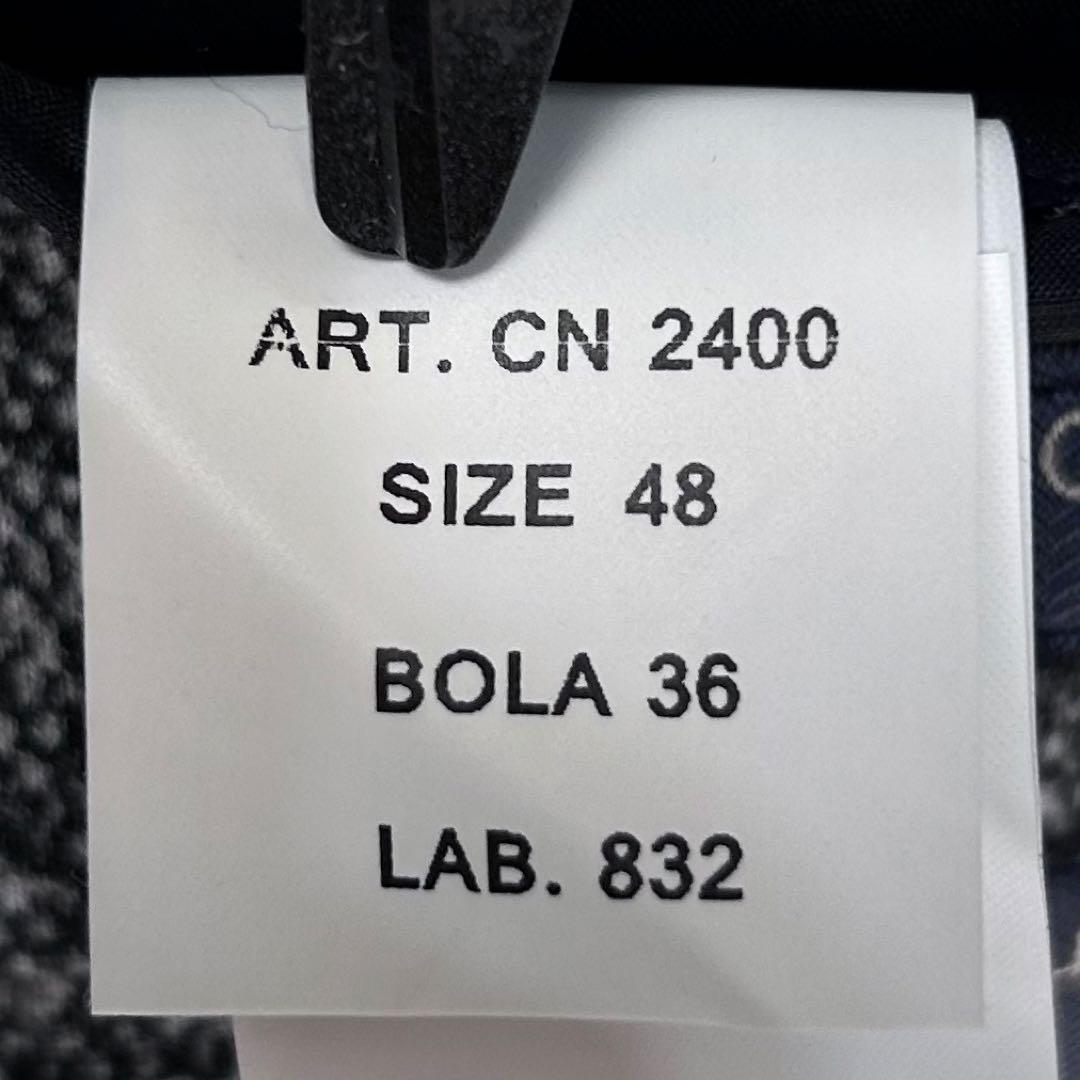 ART. CN 2400
SIZE 48
BOLA 36
LAB. 832